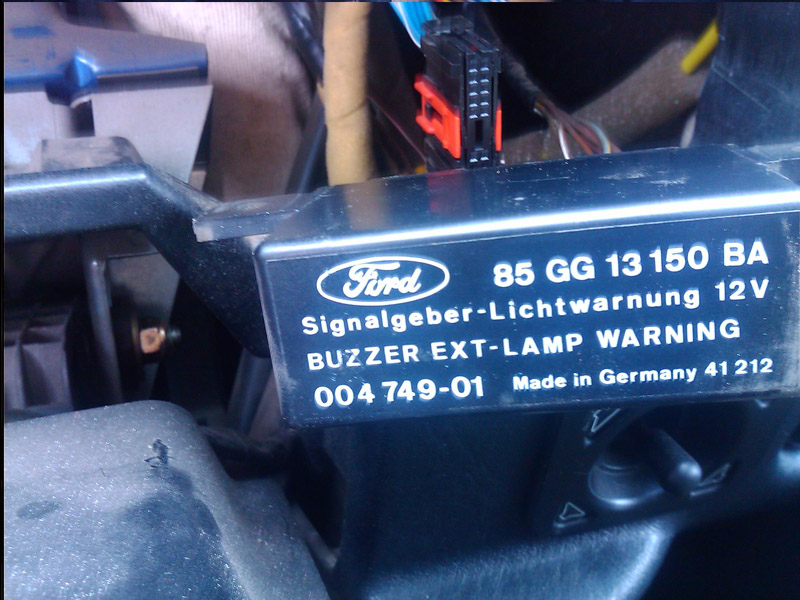 Ford 85 GG 13 150 BA
Signalgeber-Lichtwarnung 12V
BUZZER EXT-LAMP WARNING
004 749-01 Made in Germany 41 212